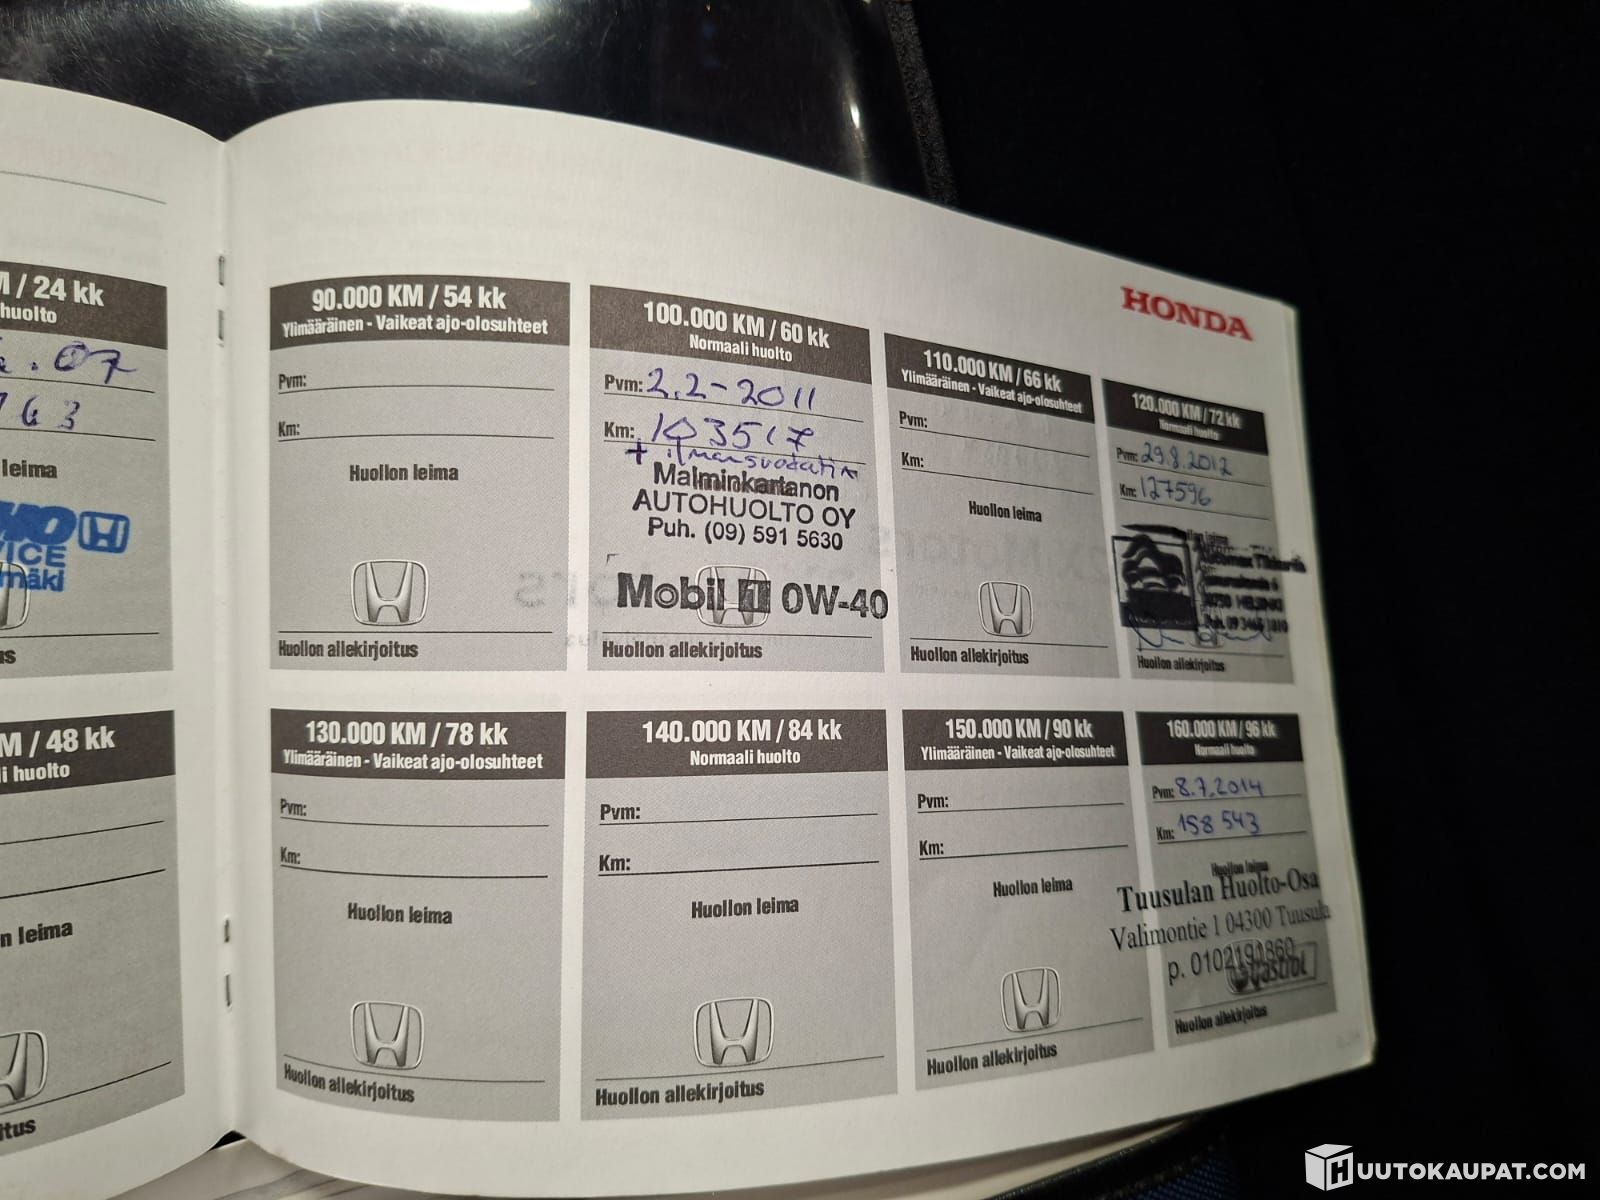 HONDA
/ 24 kk
huolto
.07
763
leima
VICE
mäki
/ 48 kk
huolto
leima
90.000 KM / 54 kk
Ylimääräinen - Vaikeat ajo-olosuhteet
Pvm:
Km:
Huollon leima
Huollon allekirjoitus
100.000 KM / 60 kk
Normaali huolto
Pvm: 2.2-2011
Km: 103517
+ ilmansuodatin
Malminkartanon
AUTOHUOLTO OY
Puh. (09) 591 5630
Mobil 1 0W-40
Huollon allekirjoitus
110.000 KM / 66 kk
Ylimääräinen - Vaikeat ajo-olosuhteet
Pvm:
Km:
Huollon leima
Huollon allekirjoitus
120.000 KM / 72 kk
Normaali huolto
Pvm: 29.8.2012
Km: 127596
HELSINKI
Huollon allekirjoitus
130.000 KM / 78 kk
Ylimääräinen - Vaikeat ajo-olosuhteet
Pvm:
Km:
Huollon leima
Huollon allekirjoitus
140.000 KM / 84 kk
Normaali huolto
Pvm:
Km:
Huollon leima
Huollon allekirjoitus
150.000 KM / 90 kk
Ylimääräinen - Vaikeat ajo-olosuhteet
Pvm:
Km:
Huollon leima
Huollon allekirjoitus
160.000 KM / 96 kk
Normaali huolto
Pvm: 8.7.2014
Km: 158 543
Huollon leima
Tuusulan Huolto-Osa
Valimontie 1 04300 Tuusula
p. 0102191860
Castrol
Huollon allekirjoitus
HUUTOKAUPAT.COM